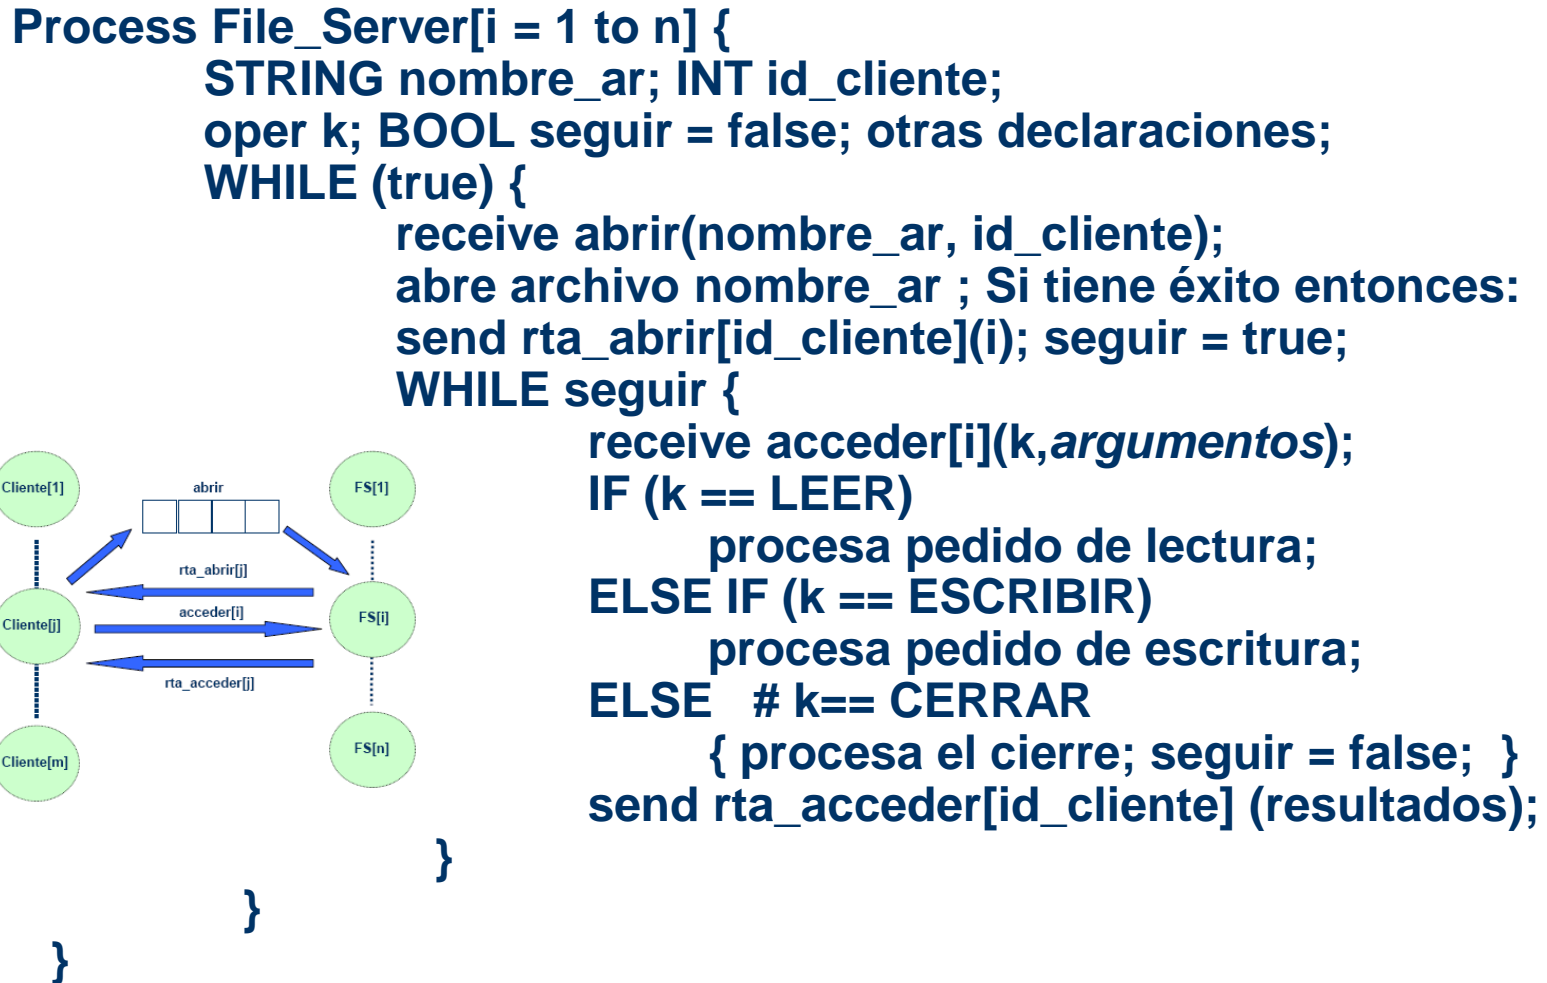 Process File_Server[i = 1 to n] {
STRING nombre_ar; INT id_cliente;
oper k; BOOL seguir = false; otras declaraciones;
WHILE (true) {
receive abrir(nombre_ar, id_cliente);
abre archivo nombre_ar ; Si tiene éxito entonces:
send rta_abrir[id_cliente](i); seguir = true;
WHILE seguir {
receive acceder[i](k,argumentos);
IF (k == LEER)
procesa pedido de lectura;
ELSE IF (k == ESCRIBIR)
procesa pedido de escritura;
ELSE # k== CERRAR
{ procesa el cierre; seguir = false; }
send rta_acceder[id_cliente] (resultados);
}
}
}
Cliente[1]
abrir
FS[1]
rta_abrir[j]
acceder[i]
Cliente[j]
FS[i]
rta_acceder[j]
Cliente[m]
FS[n]